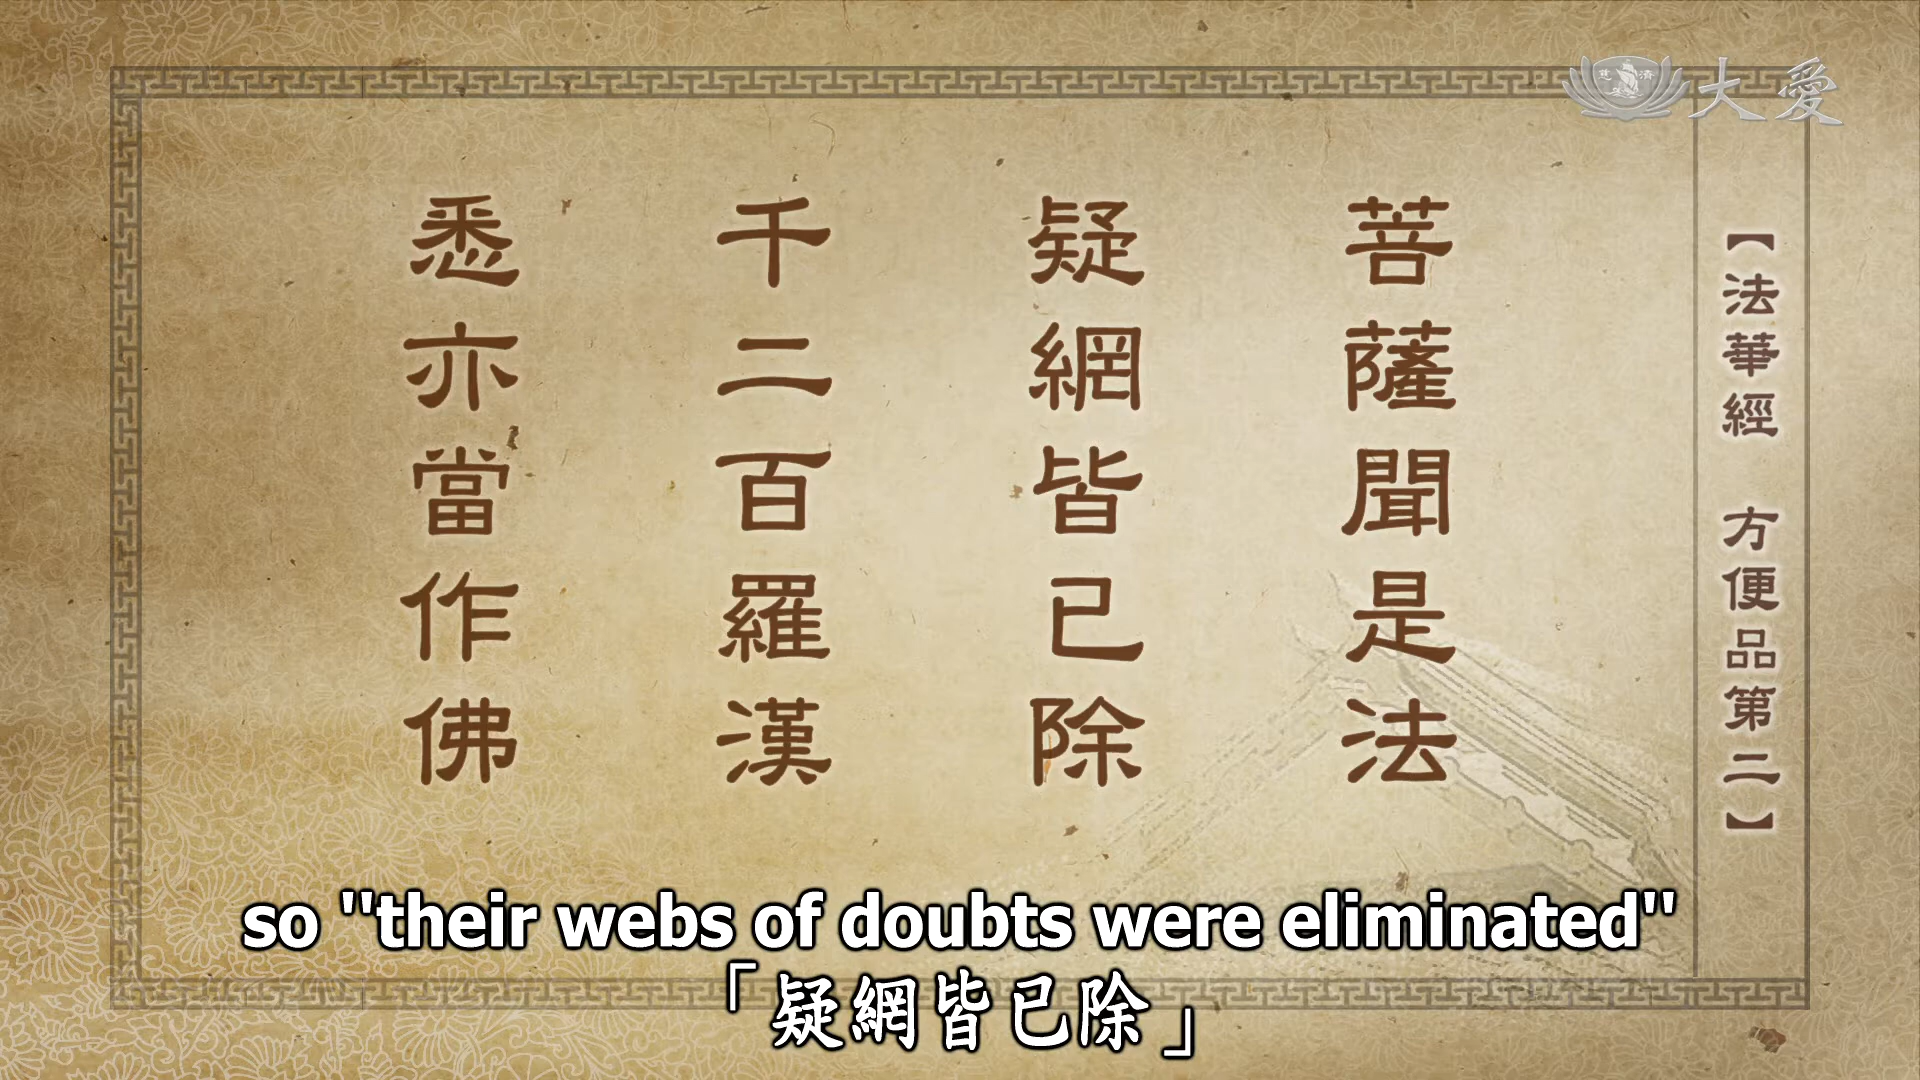 慈濟
大愛
【法華經 方便品第二】
菩薩聞是法
疑網皆已除
千二百羅漢
悉亦當作佛
so "their webs of doubts were eliminated"
「疑網皆已除」